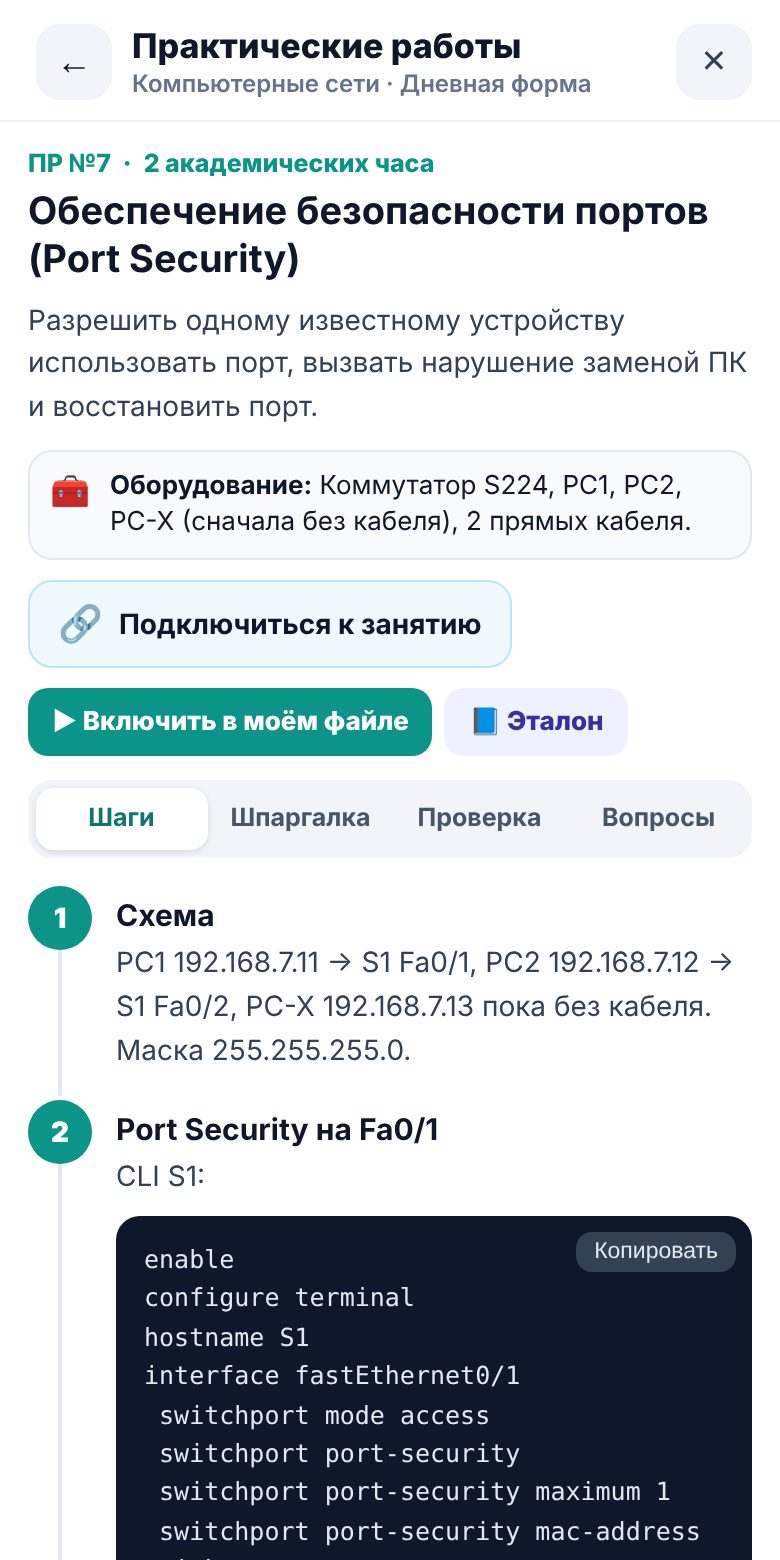 ←
Практические работы
Компьютерные сети · Дневная форма
✕
ПР №7 · 2 академических часа
Обеспечение безопасности портов
(Port Security)
Разрешить одному известному устройству
использовать порт, вызвать нарушение заменой ПК
и восстановить порт.
Оборудование: Коммутатор S224, PC1, PC2,
PC-X (сначала без кабеля), 2 прямых кабеля.
Подключиться к занятию
▶ Включить в моём файле
Эталон
Шаги
Шпаргалка
Проверка
Вопросы
1
Схема
PC1 192.168.7.11 → S1 Fa0/1, PC2 192.168.7.12 →
S1 Fa0/2, PC-X 192.168.7.13 пока без кабеля.
Маска 255.255.255.0.
2
Port Security на Fa0/1
CLI S1:
Копировать
enable
configure terminal
hostname S1
interface fastEthernet0/1
switchport mode access
switchport port-security
switchport port-security maximum 1
switchport port-security mac-address